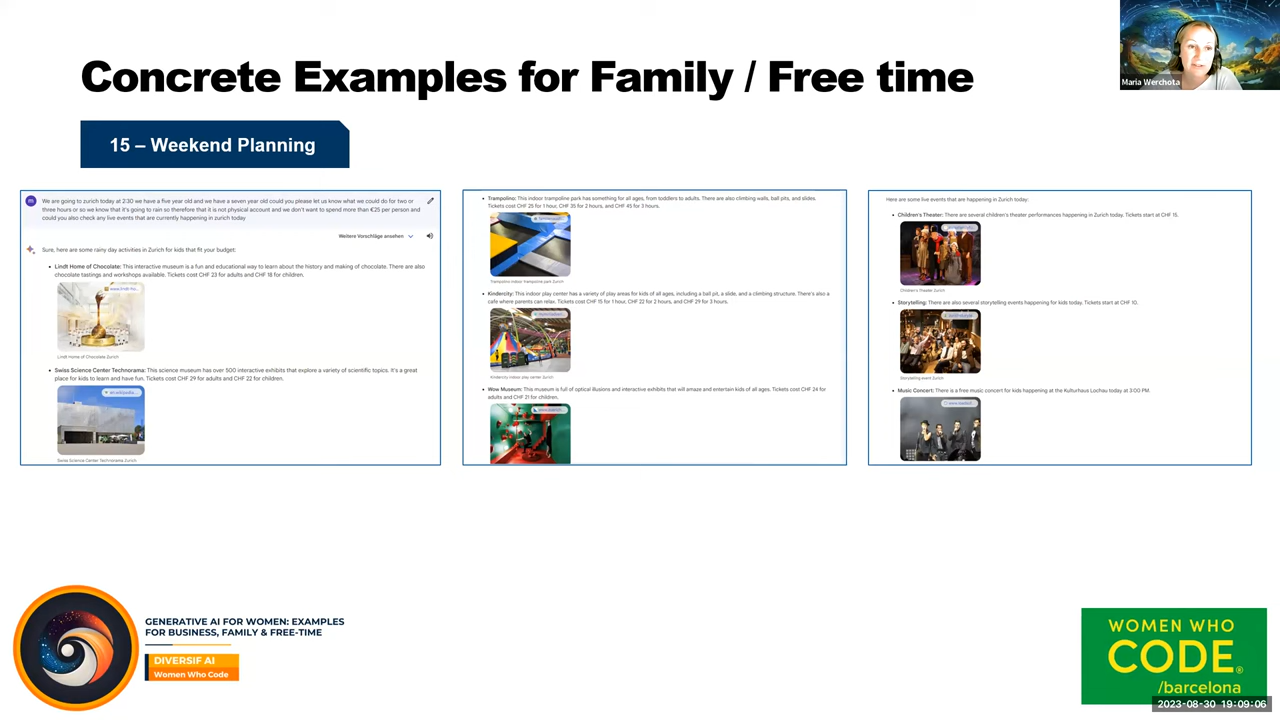 Concrete Examples for Family / Free time
Maria Werchota
15 – Weekend Planning
m
We are going to zurich today at 2:30 we have a five year old and we have a seven year old could you please let us know what we could do for two or
three hours or so we know that it's going to rain so therefore that it is not physical account and we don't want to spend more than €25 per person and
could you also check any live events that are currently happening in zurich today
Weitere Vorschläge ansehen
Sure, here are some rainy day activities in Zurich for kids that fit your budget:
• Lindt Home of Chocolate: This interactive museum is a fun and educational way to learn about the history and making of chocolate. There are also
chocolate tastings and workshops available. Tickets cost CHF 23 for adults and CHF 18 for children.
www.lindt-ho...
Lindt Home of Chocolate Zurich
• Swiss Science Center Technorama: This science museum has over 500 interactive exhibits that explore a variety of scientific topics. It's a great
place for kids to learn and have fun. Tickets cost CHF 29 for adults and CHF 22 for children.
Swiss Science Center Technorama Zurich
• Trampolino: This indoor trampoline park has something for all ages, from toddlers to adults. There are also climbing walls, ball pits, and slides.
Tickets cost CHF 25 for 1 hour, CHF 35 for 2 hours, and CHF 45 for 3 hours.
Trampolino indoor trampoline park Zurich
• Kindercity: This indoor play center has a variety of play areas for kids of all ages, including a ball pit, a slide, and a climbing structure. There's also a
cafe where parents can relax. Tickets cost CHF 15 for 1 hour, CHF 22 for 2 hours, and CHF 29 for 3 hours.
Kindercity indoor play center Zurich
• Wow Museum: This museum is full of optical illusions and interactive exhibits that will amaze and entertain kids of all ages. Tickets cost CHF 24 for
adults and CHF 21 for children.
Here are some live events that are happening in Zurich today:
• Children's Theater: There are several children's theater performances happening in Zurich today. Tickets start at CHF 15.
Children's Theater Zurich
• Storytelling: There are also several storytelling events happening for kids today. Tickets start at CHF 10.
Storytelling event Zurich
• Music Concert: There is a free music concert for kids happening at the Kulturhaus Lochau today at 3:00 PM.
GENERATIVE AI FOR WOMEN: EXAMPLES
FOR BUSINESS, FAMILY & FREE-TIME
DIVERSIF AI
Women Who Code
WOMEN WHO
CODE®
/barcelona
2023-08-30 19:09:06